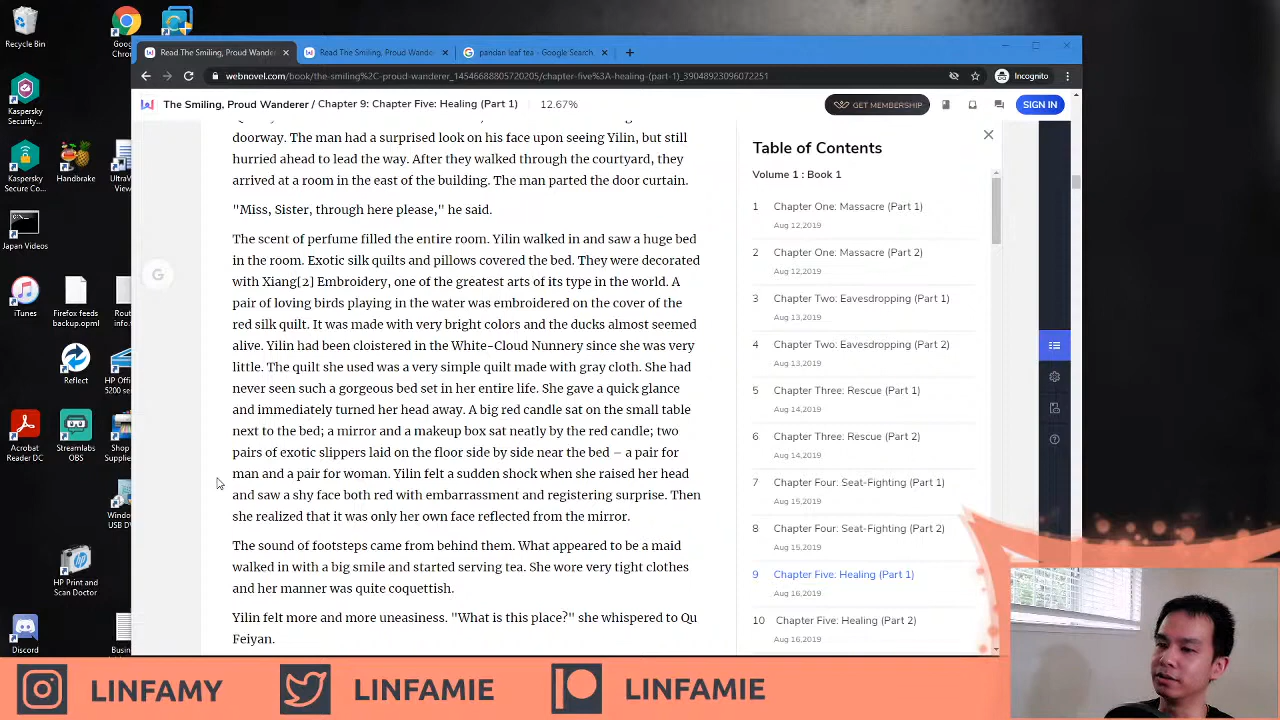 Recycle Bin
Google
Chrom
Kaspersky
Security...
Kaspersky
Secure Co...
Handbrake
UltraV
Japan Videos
iTunes
Firefox feeds
backup.opml
Route
info.
Reflect
HP Office
5200 se
Acrobat
Reader DC
Streamlabs
OBS
Shop
Supplies
Window
USB DV
HP Print and
Scan Doctor
Discord
Read The Smiling, Proud Wander
Read The Smiling, Proud Wande
pandan leaf tea - Google Search
webnovel.com/book/the-smiling%2C-proud-wanderer_14546688805720205/chapter-five%3A-healing-(part-1)_39048923096072251
Incognito
The Smiling, Proud Wanderer / Chapter 9: Chapter Five: Healing (Part 1)
12.67%
GET MEMBERSHIP
SIGN IN
doorway. The man had a surprised look on his face upon seeing Yilin, but still
hurried ahead to lead the way. After they walked through the courtyard, they
arrived at a room in the east of the building. The man parted the door curtain.
"Miss, Sister, through here please," he said.
The scent of perfume filled the entire room. Yilin walked in and saw a huge bed
in the room. Exotic silk quilts and pillows covered the bed. They were decorated
with Xiang[2] Embroidery, one of the greatest arts of its type in the world. A
pair of loving birds playing in the water was embroidered on the cover of the
red silk quilt. It was made with very bright colors and the ducks almost seemed
alive. Yilin had been cloistered in the White-Cloud Nunnery since she was very
little. The quilt she used was a very simple quilt made with gray cloth. She had
never seen such a gorgeous bed set in her entire life. She gave a quick glance
and immediately turned her head away. A big red candle sat on the small table
next to the bed; a mirror and a makeup box sat neatly by the red candle; two
pairs of exotic slippers laid on the floor side by side near the bed – a pair for
man and a pair for woman. Yilin felt a sudden shock when she raised her head
and saw a shy face both red with embarrassment and registering surprise. Then
she realized that it was only her own face reflected from the mirror.
The sound of footsteps came from behind them. What appeared to be a maid
walked in with a big smile and started serving tea. She wore very tight clothes
and her manner was quite coquettish.
Yilin felt more and more uneasiness. "What is this place?" she whispered to Qu
Feiyan.
Table of Contents
Volume 1 : Book 1
1 Chapter One: Massacre (Part 1)
Aug 12,2019
2 Chapter One: Massacre (Part 2)
Aug 12,2019
3 Chapter Two: Eavesdropping (Part 1)
Aug 13,2019
4 Chapter Two: Eavesdropping (Part 2)
Aug 13,2019
5 Chapter Three: Rescue (Part 1)
Aug 14,2019
6 Chapter Three: Rescue (Part 2)
Aug 14,2019
7 Chapter Four: Seat-Fighting (Part 1)
Aug 15,2019
8 Chapter Four: Seat-Fighting (Part 2)
Aug 15,2019
9 Chapter Five: Healing (Part 1)
Aug 16,2019
10 Chapter Five: Healing (Part 2)
Aug 16,2019
LINFAMY
LINFAMIE
LINFAMIE